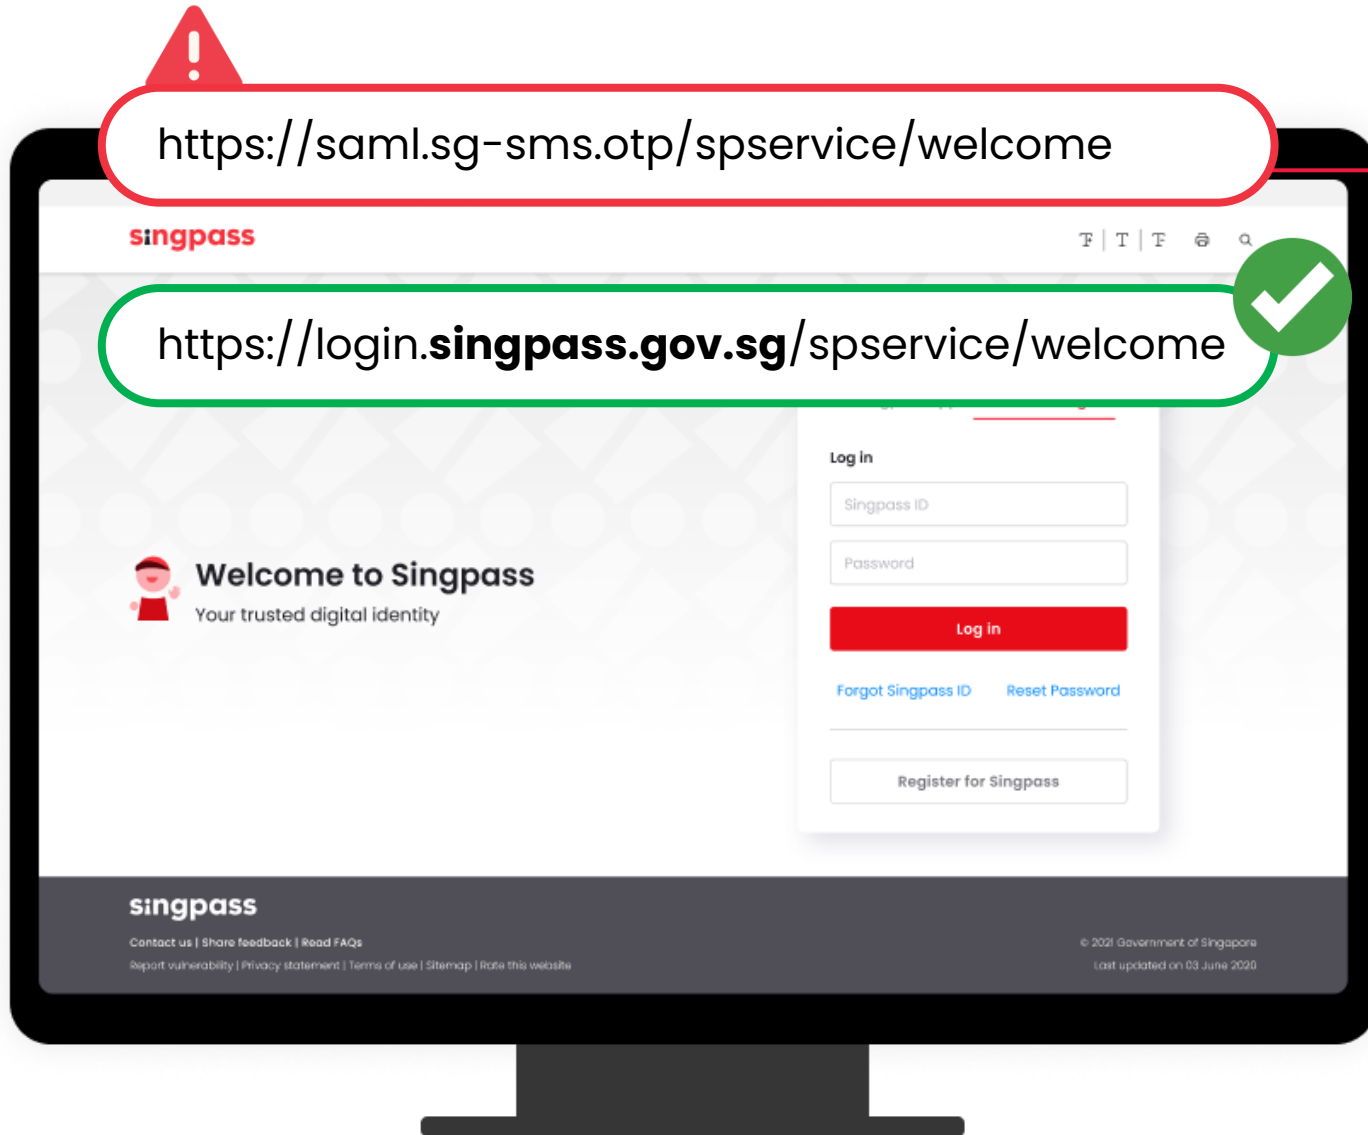 https://saml.sg-sms.otp/spservice/welcome
singpass
T | T | T
https://login.singpass.gov.sg/spservice/welcome
Log in
Singpass ID
Password
Welcome to Singpass
Your trusted digital identity
Log in
Forgot Singpass ID Reset Password
Register for Singpass
singpass
Contact us | Share feedback | Read FAQs
© 2021 Government of Singapore
Report vulnerability | Privacy statement | Terms of use | Sitemap | Rate this website
Last updated on 03 June 2020